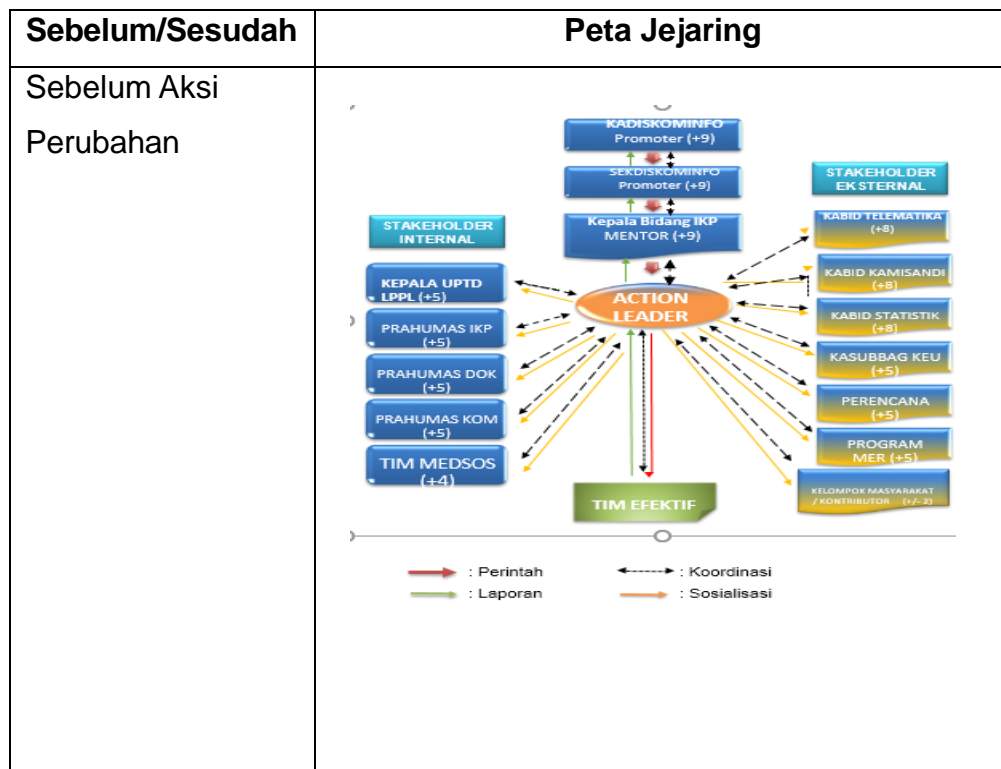 Sebelum/Sesudah
Peta Jejaring
Sebelum Aksi
Perubahan
KADISKOMINFO
Promoter (+9)
SEKDISKOMINFO
Promoter (+9)
Kepala Bidang IKP
MENTOR (+9)
STAKEHOLDER
INTERNAL
KEPALA UPTD
LPPL (+5)
PRAHUMAS IKP
(+5)
PRAHUMAS DOK
(+5)
PRAHUMAS KOM
(+5)
TIM MEDSOS
(+4)
ACTION
LEADER
TIM EFEKTIF
STAKEHOLDER
EKSTERNAL
KABID TELEMATIKA
(+8)
KABID KAMISANDI
(+8)
KABID STATISTIK
(+8)
KASUBBAG KEU
(+5)
PERENCANA
(+5)
PROGRAM
MER (+5)
KELOMPOK MASYARAKAT
/ KONTRIBUTOR (+/- 2)
: Perintah
: Koordinasi
: Laporan
: Sosialisasi